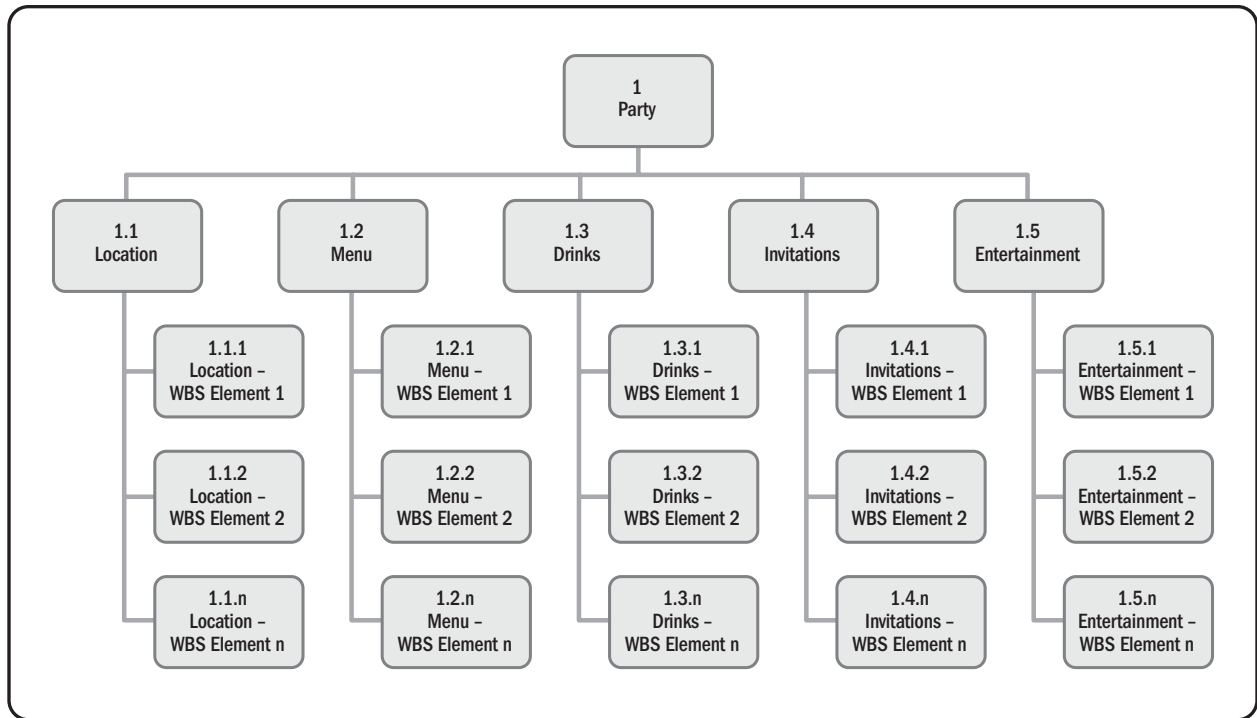 1
Party
1.1
Location
1.2
Menu
1.3
Drinks
1.4
Invitations
1.5
Entertainment
1.1.1
Location –
WBS Element 1
1.2.1
Menu –
WBS Element 1
1.3.1
Drinks –
WBS Element 1
1.4.1
Invitations –
WBS Element 1
1.5.1
Entertainment –
WBS Element 1
1.1.2
Location –
WBS Element 2
1.2.2
Menu –
WBS Element 2
1.3.2
Drinks –
WBS Element 2
1.4.2
Invitations –
WBS Element 2
1.5.2
Entertainment –
WBS Element 2
1.1.n
Location –
WBS Element n
1.2.n
Menu –
WBS Element n
1.3.n
Drinks –
WBS Element n
1.4.n
Invitations –
WBS Element n
1.5.n
Entertainment –
WBS Element n